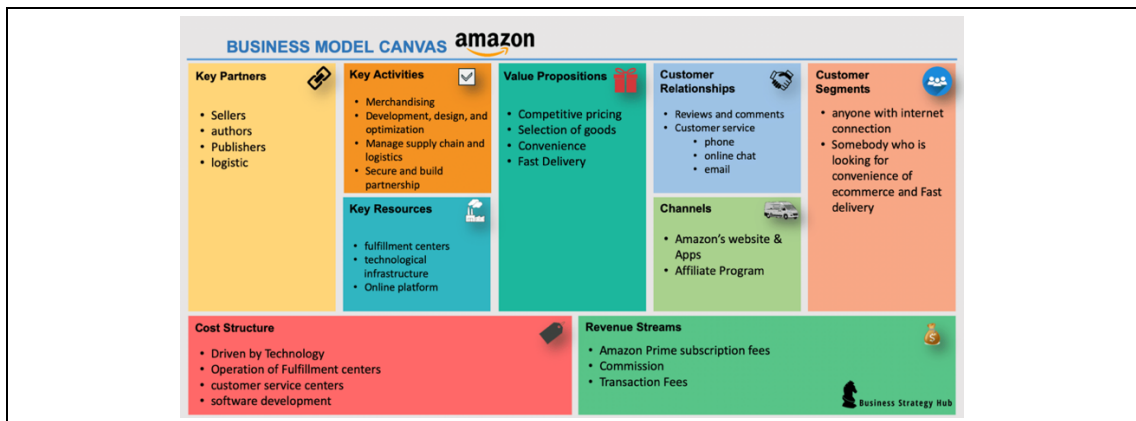 BUSINESS MODEL CANVAS amazon
Key Partners
• Sellers
• authors
• Publishers
• logistic
Key Activities
• Merchandising
• Development, design, and
optimization
• Manage supply chain and
logistics
• Secure and build
partnership
Key Resources
• fulfillment centers
• technological
infrastructure
• Online platform
Value Propositions
• Competitive pricing
• Selection of goods
• Convenience
• Fast Delivery
Customer
Relationships
• Reviews and comments
• Customer service
• phone
• online chat
• email
Channels
• Amazon's website &
Apps
• Affiliate Program
Customer
Segments
• anyone with internet
connection
• Somebody who is
looking for
convenience of
ecommerce and Fast
delivery
Cost Structure
• Driven by Technology
• Operation of Fulfillment centers
• customer service centers
• software development
Revenue Streams
• Amazon Prime subscription fees
• Commission
• Transaction Fees
Business Strategy Hub